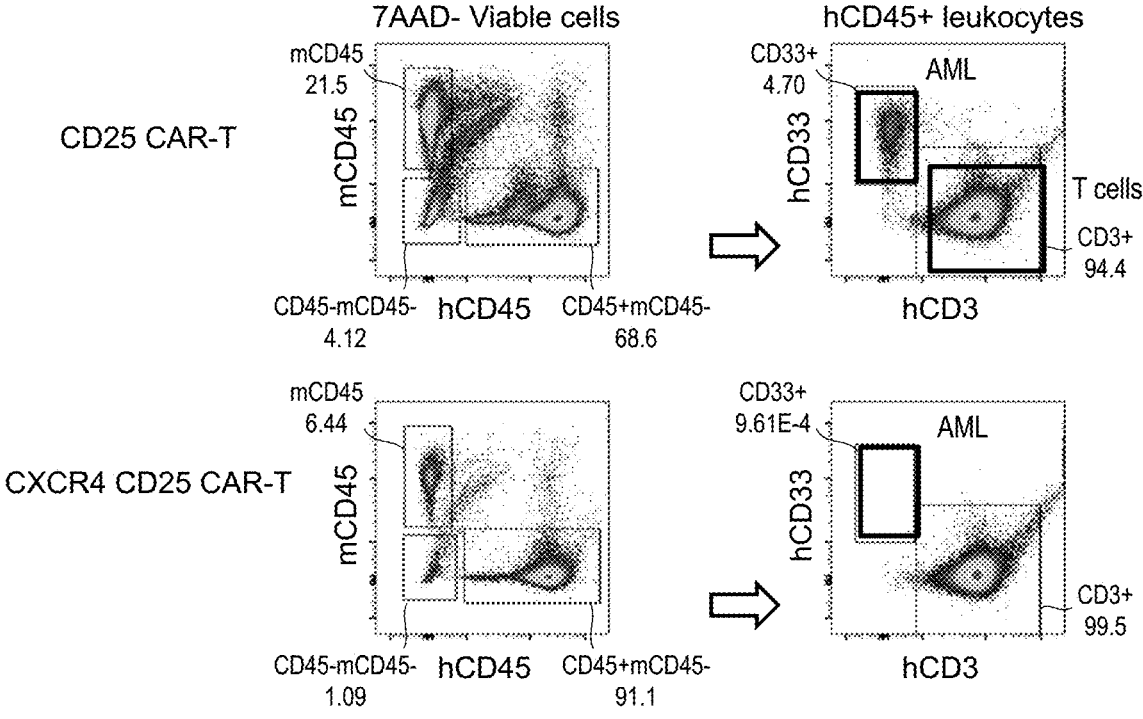 7AAD- Viable cells
hCD45+ leukocytes
CD25 CAR-T
mCD45
21.5
mCD45
CD45-mCD45-
4.12
hCD45
CD45+mCD45-
68.6
CD33+
4.70
AML
hCD33
T cells
CD3+
94.4
hCD3
CXCR4 CD25 CAR-T
mCD45
6.44
mCD45
CD45-mCD45-
1.09
hCD45
CD45+mCD45-
91.1
CD33+
9.61E-4
AML
hCD33
CD3+
99.5
hCD3